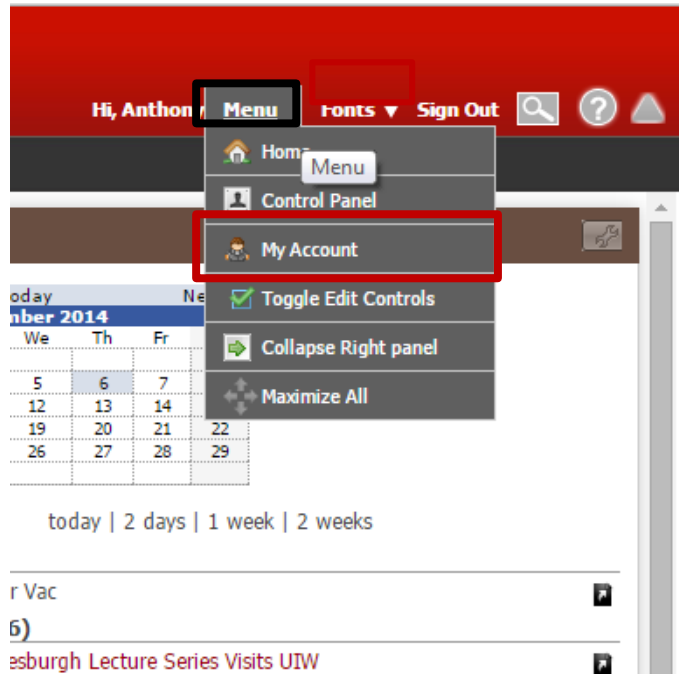 Hi, Anthony Menu Fonts ▼ Sign Out ?
Home
Menu
Control Panel
My Account
oday Ne
Toggle Edit Controls
mber 2014
We Th Fr
Collapse Right panel
5 6 7
Maximize All
12 13 14
19 20 21 22
26 27 28 29
today | 2 days | 1 week | 2 weeks
r Vac
6)
esburgh Lecture Series Visits UIW